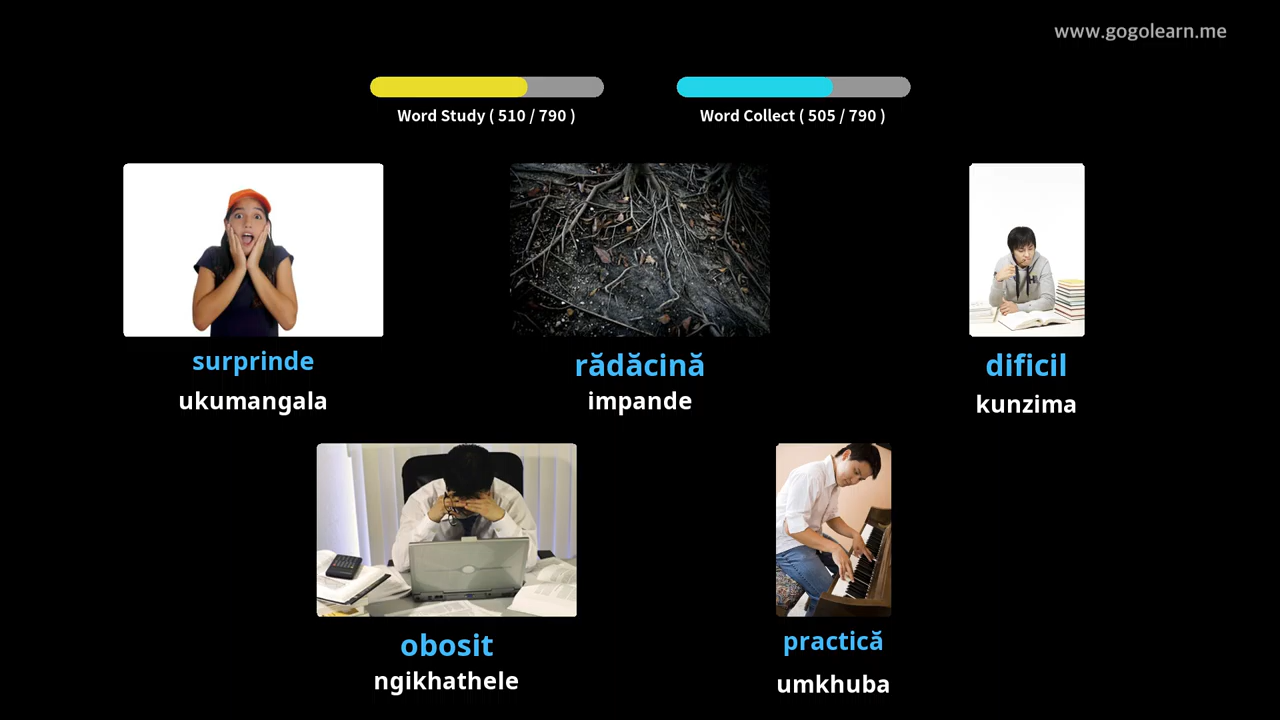 www.gogolearn.me
Word Study ( 510 / 790 )
Word Collect ( 505 / 790 )
surprinde
ukumangala
rădăcină
impande
dificil
kunzima
obosit
ngikhathele
practică
umkhuba